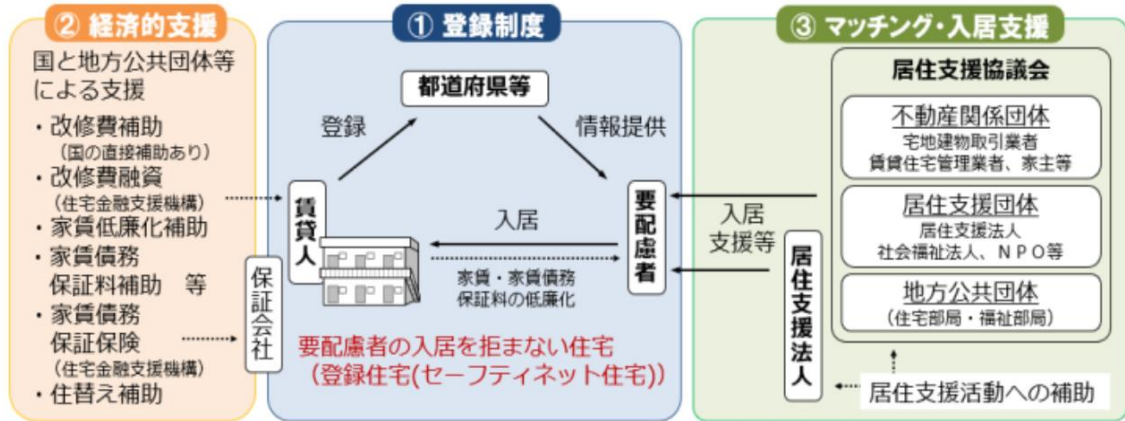 ② 経済的支援
国と地方公共団体等
による支援
・改修費補助
（国の直接補助あり）
・改修費融資
（住宅金融支援機構）
・家賃低廉化補助
・家賃債務
保証料補助　等
・家賃債務
保証保険
（住宅金融支援機構）
・住替え補助
保証会社
① 登録制度
都道府県等
登録
情報提供
賃貸人
要配慮者
入居
家賃・家賃債務
保証料の低廉化
要配慮者の入居を拒まない住宅
（登録住宅(セーフティネット住宅)）
③ マッチング・入居支援
居住支援協議会
不動産関係団体
宅地建物取引業者
賃貸住宅管理業者、家主等
居住支援団体
居住支援法人
社会福祉法人、ＮＰＯ等
地方公共団体
（住宅部局・福祉部局）
入居
支援等
居住支援法人
居住支援活動への補助